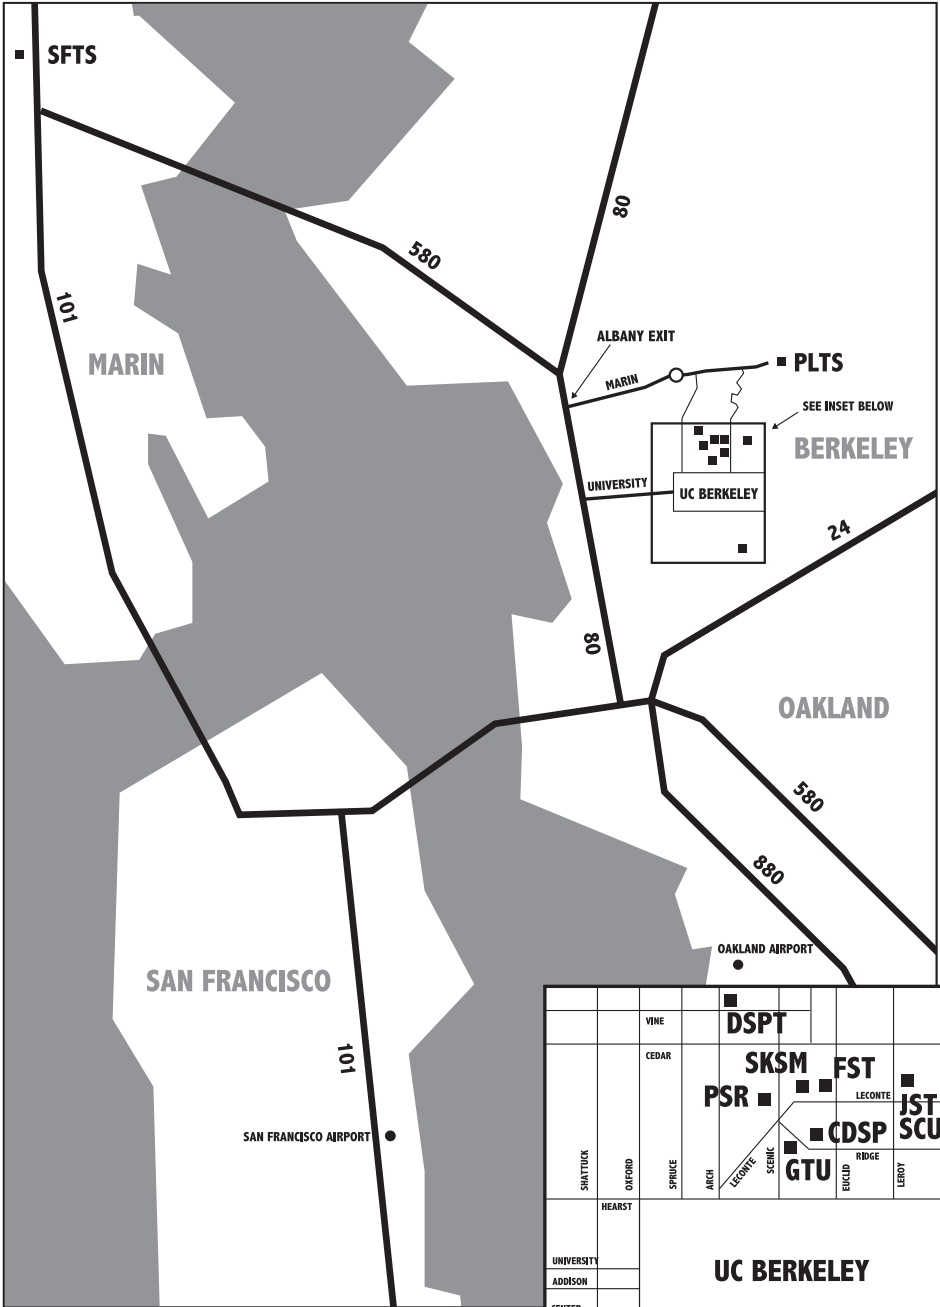 SFTS
80
580
101
ALBANY EXIT
MARIN
PLTS
MARIN
SEE INSET BELOW
BERKELEY
UNIVERSITY
UC BERKELEY
24
80
OAKLAND
580
880
OAKLAND AIRPORT
SAN FRANCISCO
101
SAN FRANCISCO AIRPORT
VINE
DSPT
CEDAR
SKSM
FST
PSR
LECONTE
JST
SCU
CDSP
RIDGE
GTU
SHATTUCK
OXFORD
SPRUCE
ARCH
LECONTE
SCENIC
EUCLID
LEROY
HEARST
UNIVERSITY
ADDISON
CENTER
UC BERKELEY